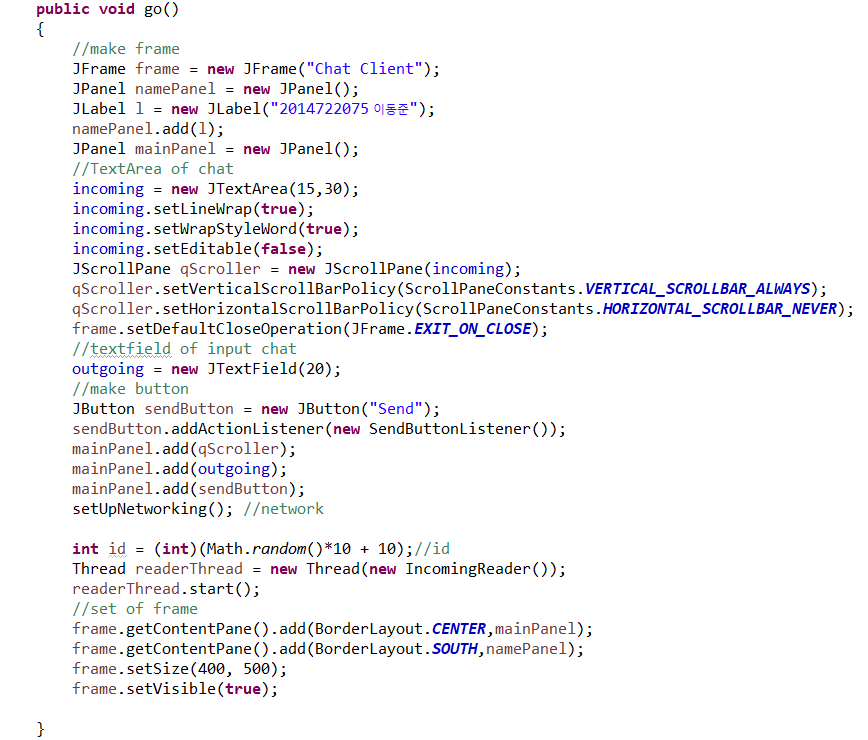 public void go()
{
//make frame
JFrame frame = new JFrame("Chat Client");
JPanel namePanel = new JPanel();
JLabel l = new JLabel("2014722075 이동준");
namePanel.add(l);
JPanel mainPanel = new JPanel();
//TextArea of chat
incoming = new JTextArea(15,30);
incoming.setLineWrap(true);
incoming.setWrapStyleWord(true);
incoming.setEditable(false);
JScrollPane qScroller = new JScrollPane(incoming);
qScroller.setVerticalScrollBarPolicy(ScrollPaneConstants.VERTICAL_SCROLLBAR_ALWAYS);
qScroller.setHorizontalScrollBarPolicy(ScrollPaneConstants.HORIZONTAL_SCROLLBAR_NEVER);
frame.setDefaultCloseOperation(JFrame.EXIT_ON_CLOSE);
//textfield of input chat
outgoing = new JTextField(20);
//make button
JButton sendButton = new JButton("Send");
sendButton.addActionListener(new SendButtonListener());
mainPanel.add(qScroller);
mainPanel.add(outgoing);
mainPanel.add(sendButton);
setUpNetworking(); //network
int id = (int)(Math.random()*10 + 10);//id
Thread readerThread = new Thread(new IncomingReader());
readerThread.start();
//set of frame
frame.getContentPane().add(BorderLayout.CENTER,mainPanel);
frame.getContentPane().add(BorderLayout.SOUTH,namePanel);
frame.setSize(400, 500);
frame.setVisible(true);
}